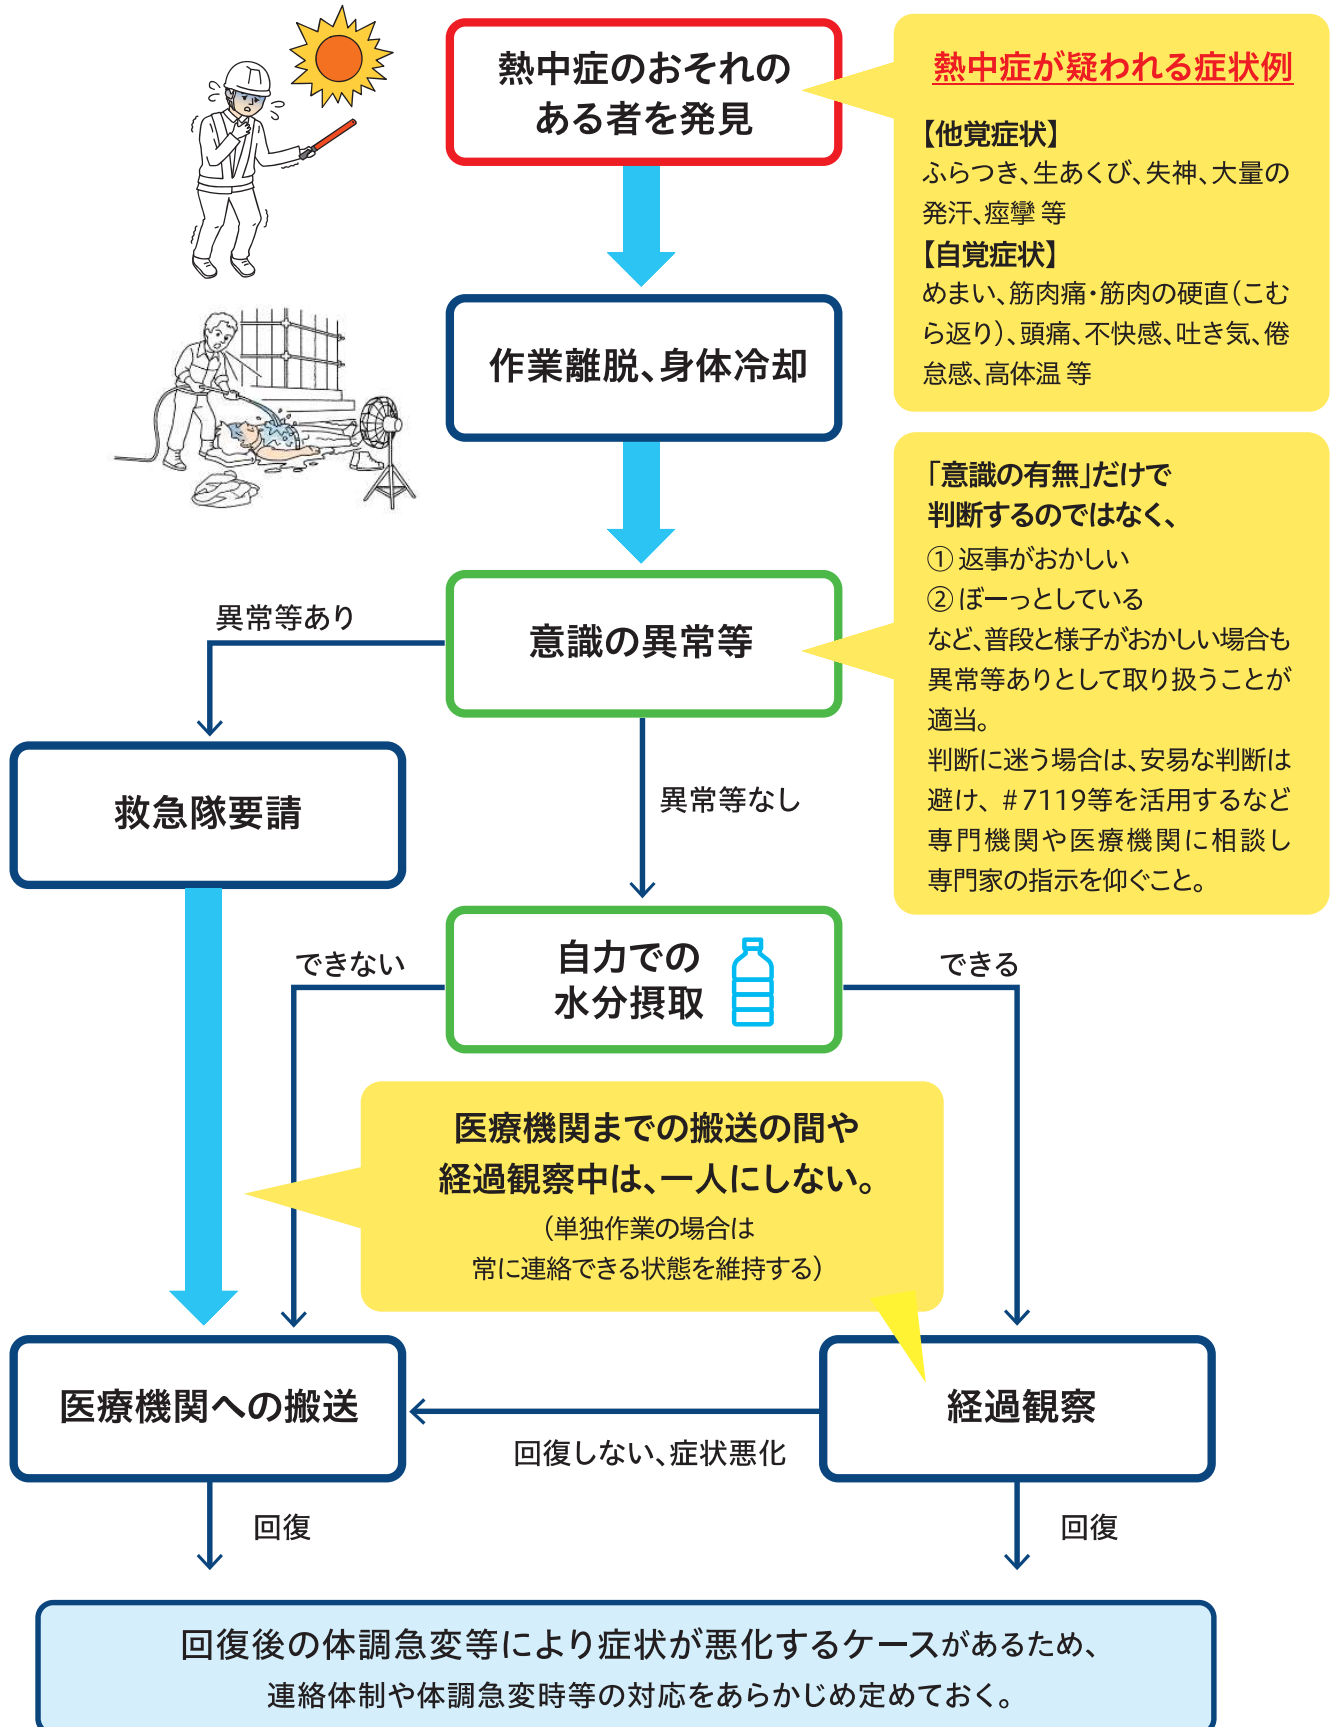 熱中症のおそれの
ある者を発見
熱中症が疑われる症状例
【他覚症状】
ふらつき、生あくび、失神、大量の
発汗、痙攣 等
【自覚症状】
めまい、筋肉痛・筋肉の硬直（こむ
ら返り）、頭痛、不快感、吐き気、倦
怠感、高体温 等
作業離脱、身体冷却
「意識の有無」だけで
判断するのではなく、
① 返事がおかしい
② ぼーっとしている
など、普段と様子がおかしい場合も
異常等ありとして取り扱うことが
適当。
判断に迷う場合は、安易な判断は
避け、＃7119等を活用するなど
専門機関や医療機関に相談し
専門家の指示を仰ぐこと。
意識の異常等
異常等あり
救急隊要請
異常等なし
自力での
水分摂取
できない
できる
医療機関までの搬送の間や
経過観察中は、一人にしない。
（単独作業の場合は
常に連絡できる状態を維持する）
医療機関への搬送
経過観察
回復しない、症状悪化
回復
回復
回復後の体調急変等により症状が悪化するケースがあるため、
連絡体制や体調急変時等の対応をあらかじめ定めておく。